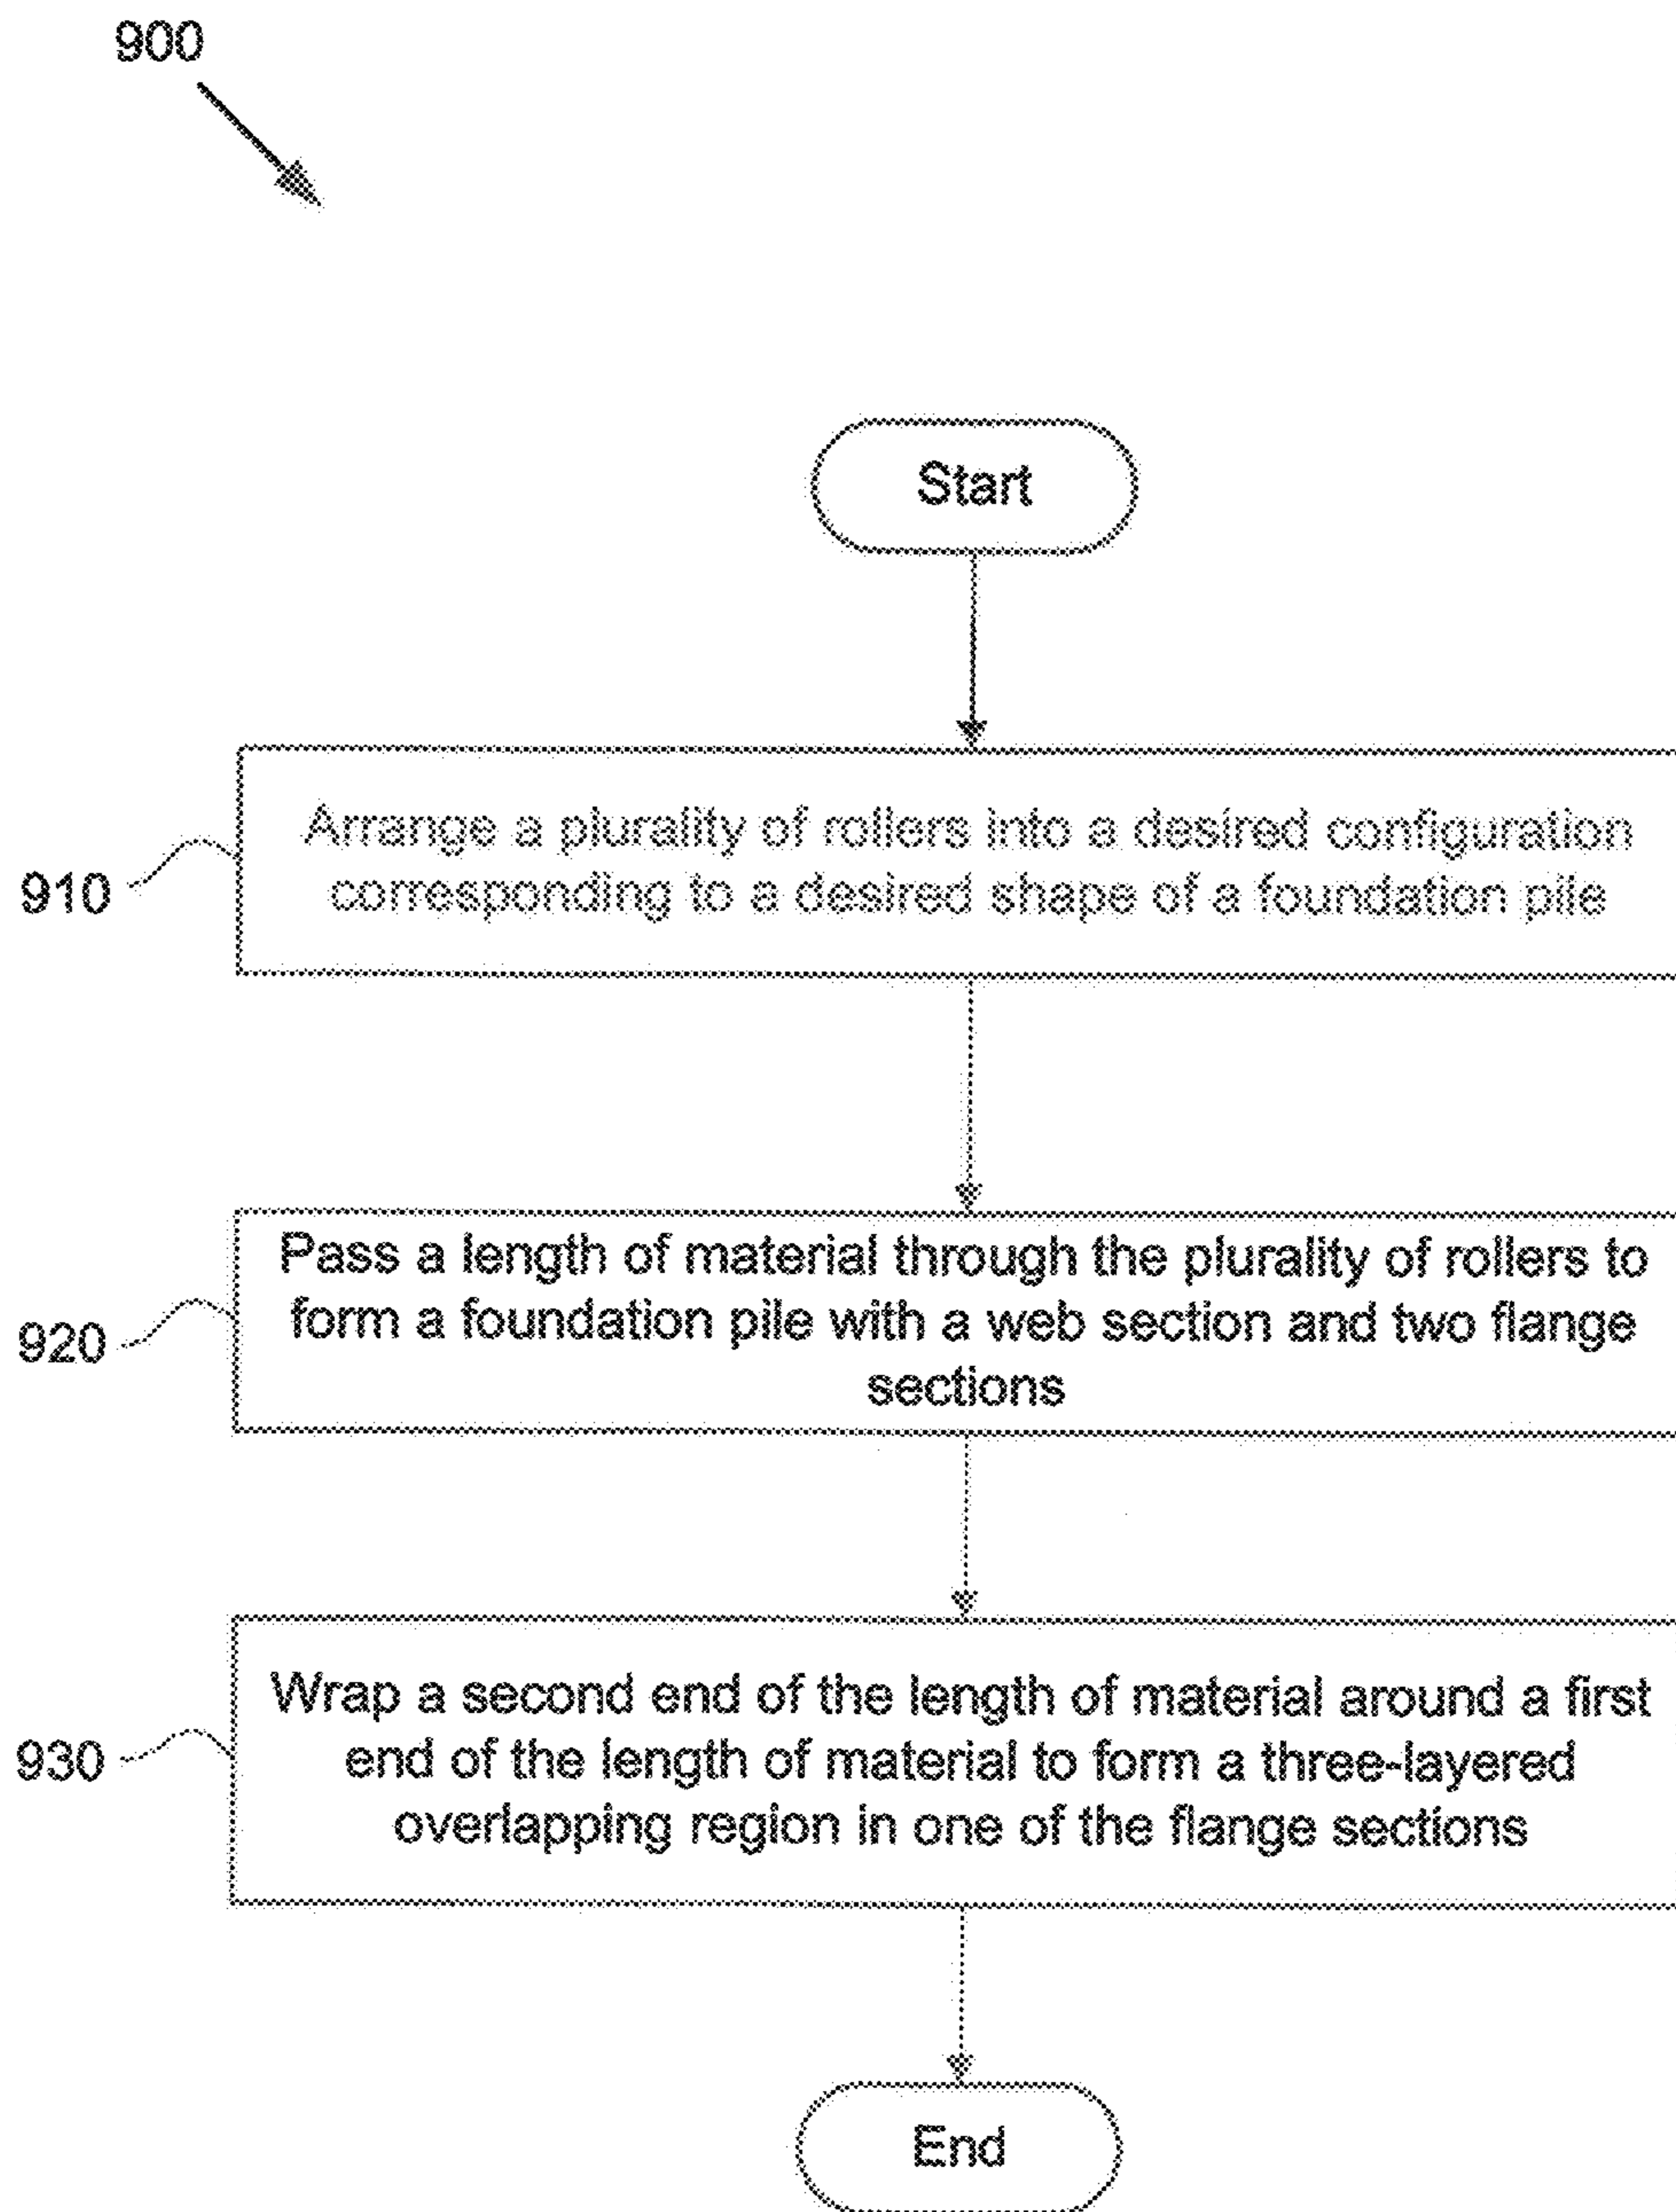 900
Start
910
Arrange a plurality of rollers into a desired configuration
corresponding to a desired shape of a foundation pile
920
Pass a length of material through the plurality of rollers to
form a foundation pile with a web section and two flange
sections
930
Wrap a second end of the length of material around a first
end of the length of material to form a three-layered
overlapping region in one of the flange sections
End